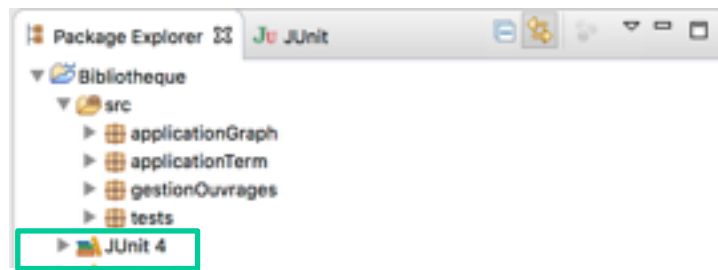 Package Explorer JUnit
Bibliotheque
src
applicationGraph
applicationTerm
gestionOuvrages
tests
JUnit 4